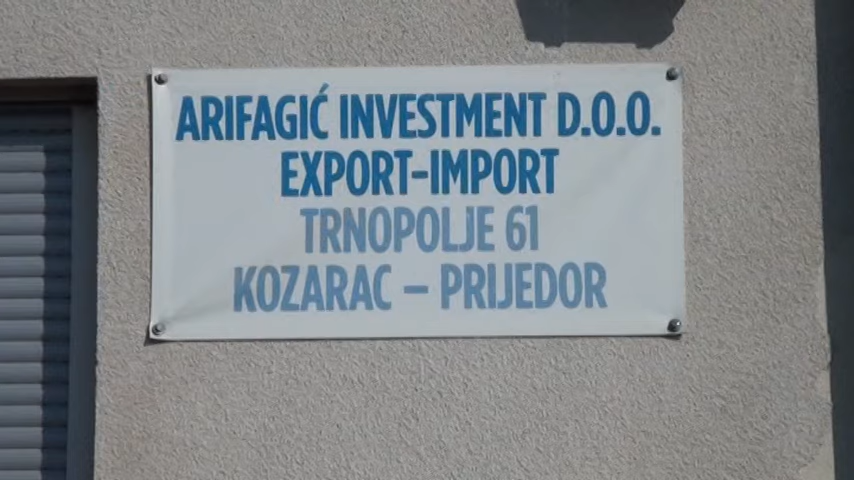 ARIFAGIĆ INVESTMENT D.O.O.
EXPORT-IMPORT
TRNOPOLJE 61
KOZARAC – PRIJEDOR